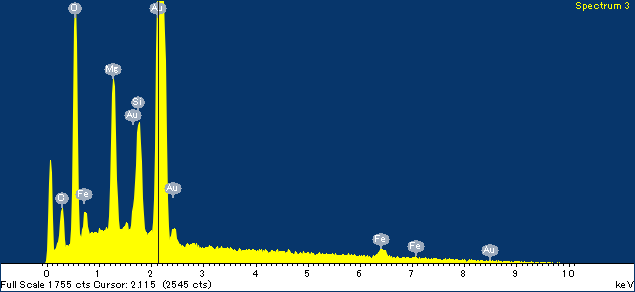 Spectrum 3
O Au
Mg
Si
Au
Au
Fe
C
Fe
Fe
Au
0 1 2 3 4 5 6 7 8 9 10
Full Scale 1755 cts Cursor: 2.115 (2545 cts) keV